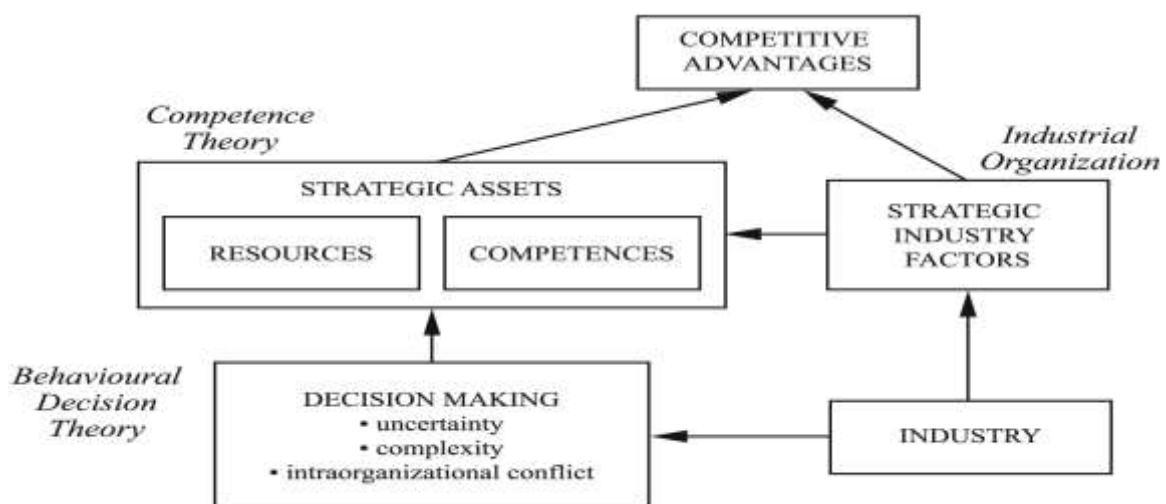 COMPETITIVE
ADVANTAGES
Competence
Theory
Industrial
Organization
STRATEGIC ASSETS
RESOURCES
COMPETENCES
STRATEGIC
INDUSTRY
FACTORS
Behavioural
Decision
Theory
DECISION MAKING
• uncertainty
• complexity
• intraorganizational conflict
INDUSTRY